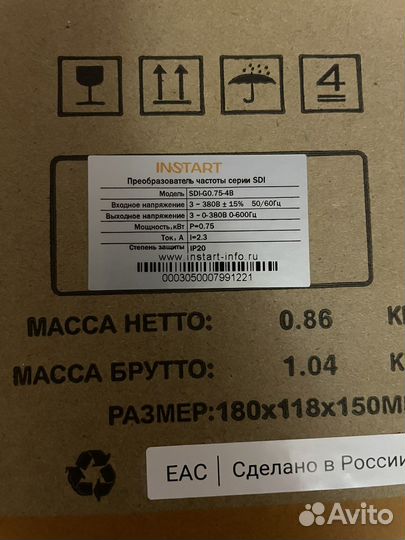 4
INSTART
Преобразователь частоты серии SDI
Модель SDI-G0.75-4B
Входное напряжение 3 ~ 380В ± 15% 50/60Гц
Выходное напряжение 3 ~ 0-380В 0-600Гц
Мощность.кВт P=0.75
Ток. А I=2.3
Степень защиты IP20
www.instart-info.ru
0003050007991221
МАССА НЕТТО: 0.86
МАССА БРУТТО: 1.04
РАЗМЕР:180x118x150М
EAC Сделано в России
Avito